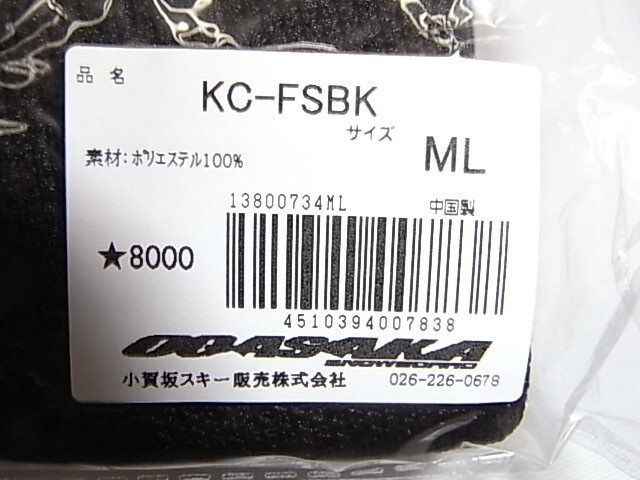 品名
KC-FSBK
サイズ
素材:ポリエステル100%
ML
13800734ML
中国製
★8000
4510394007838
OGASAKA
SNOWBOARD
小賀坂スキー販売株式会社
026-226-0678